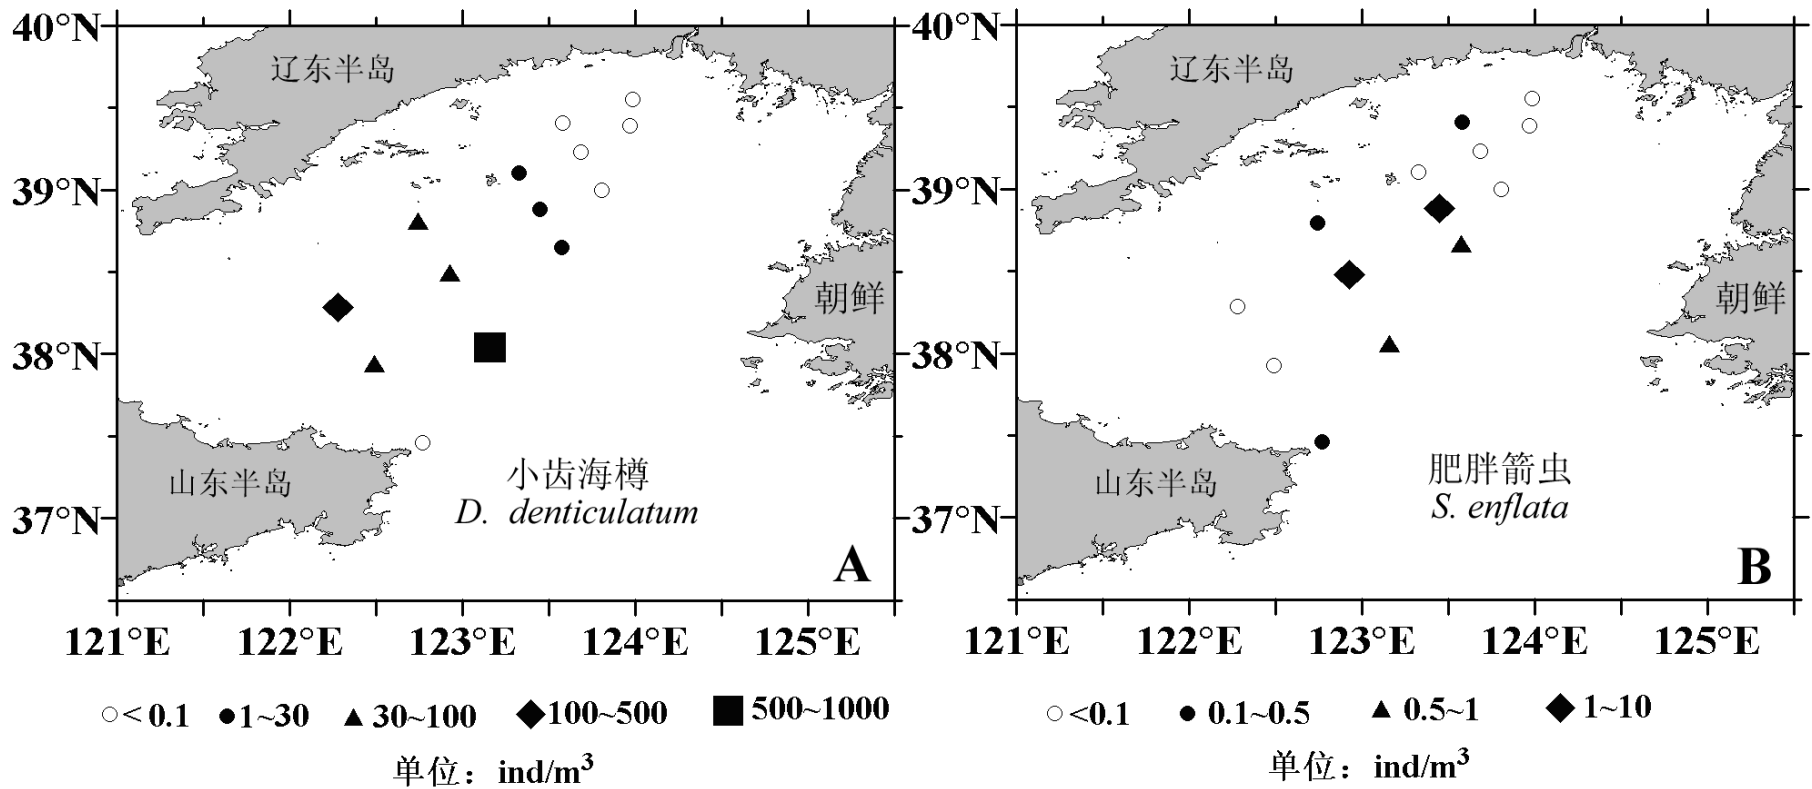 40°N
39°N
38°N
37°N
辽东半岛
朝鲜
山东半岛
小齿海樽
D. denticulatum
A
121°E 122°E 123°E 124°E 125°E
<0.1 1~30 30~100 100~500 500~1000
单位：ind/m³
40°N
39°N
38°N
37°N
辽东半岛
朝鲜
山东半岛
肥胖箭虫
S. enflata
B
121°E 122°E 123°E 124°E 125°E
<0.1 0.1~0.5 0.5~1 1~10
单位：ind/m³